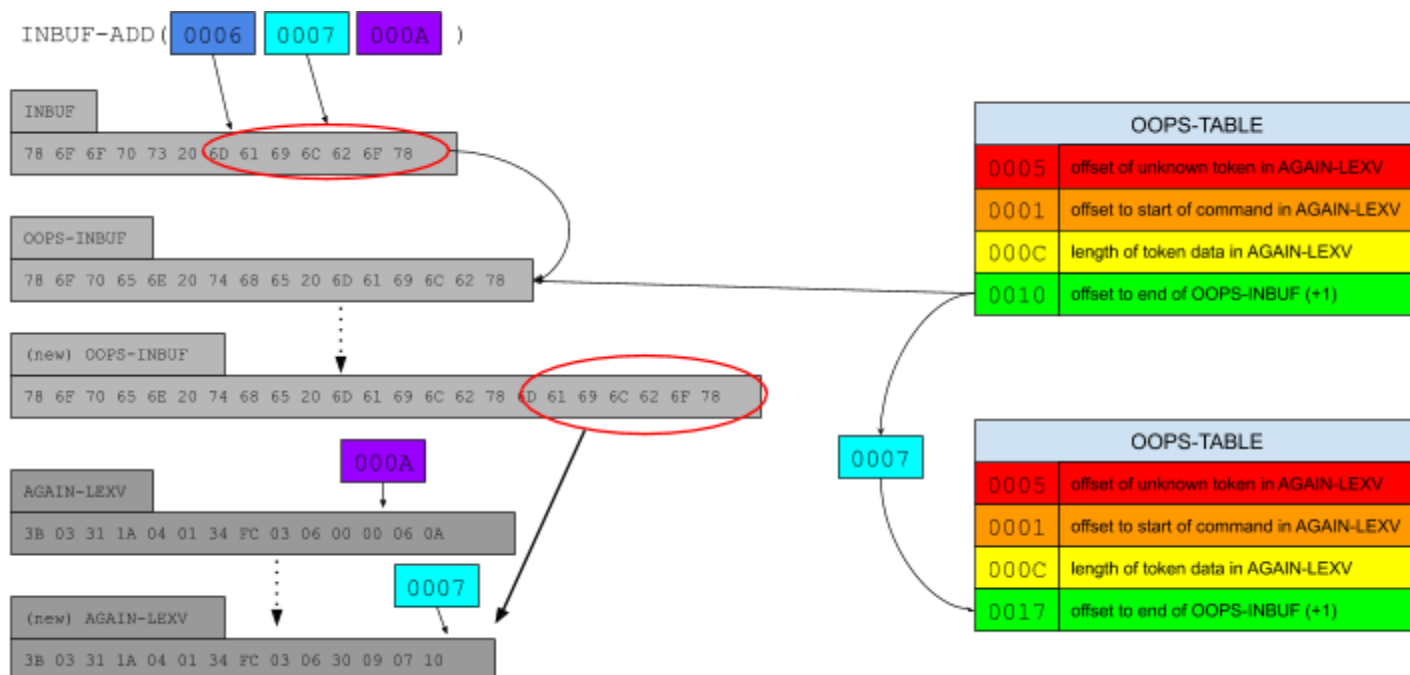 INBUF-ADD( 0006 0007 000A )
INBUF
78 6F 6F 70 73 20 6D 61 69 6C 62 6F 78
OOPS-INBUF
78 6F 70 65 6E 20 74 68 65 20 6D 61 69 6C 62 78
(new) OOPS-INBUF
78 6F 70 65 6E 20 74 68 65 20 6D 61 69 6C 62 78 6D 61 69 6C 62 6F 78
000A
AGAIN-LEXV
3B 03 31 1A 04 01 34 FC 03 06 00 00 06 0A
0007
(new) AGAIN-LEXV
3B 03 31 1A 04 01 34 FC 03 06 30 09 07 10
OOPS-TABLE
0005 offset of unknown token in AGAIN-LEXV
0001 offset to start of command in AGAIN-LEXV
000C length of token data in AGAIN-LEXV
0010 offset to end of OOPS-INBUF (+1)
0007
OOPS-TABLE
0005 offset of unknown token in AGAIN-LEXV
0001 offset to start of command in AGAIN-LEXV
000C length of token data in AGAIN-LEXV
0017 offset to end of OOPS-INBUF (+1)